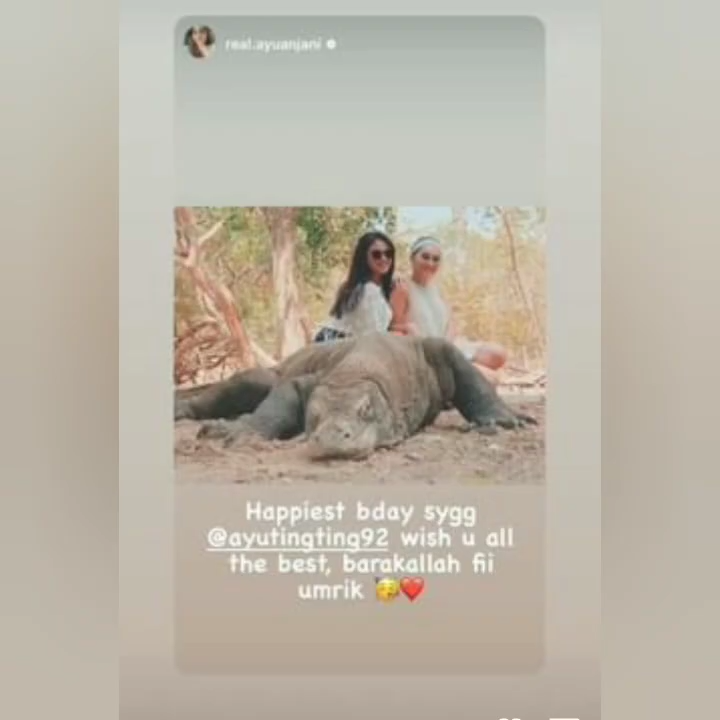 real.ayuanjani
Happiest bday sygg
@ayutingting92 wish u all
the best, barakallah fii
umrik 🥳❤️